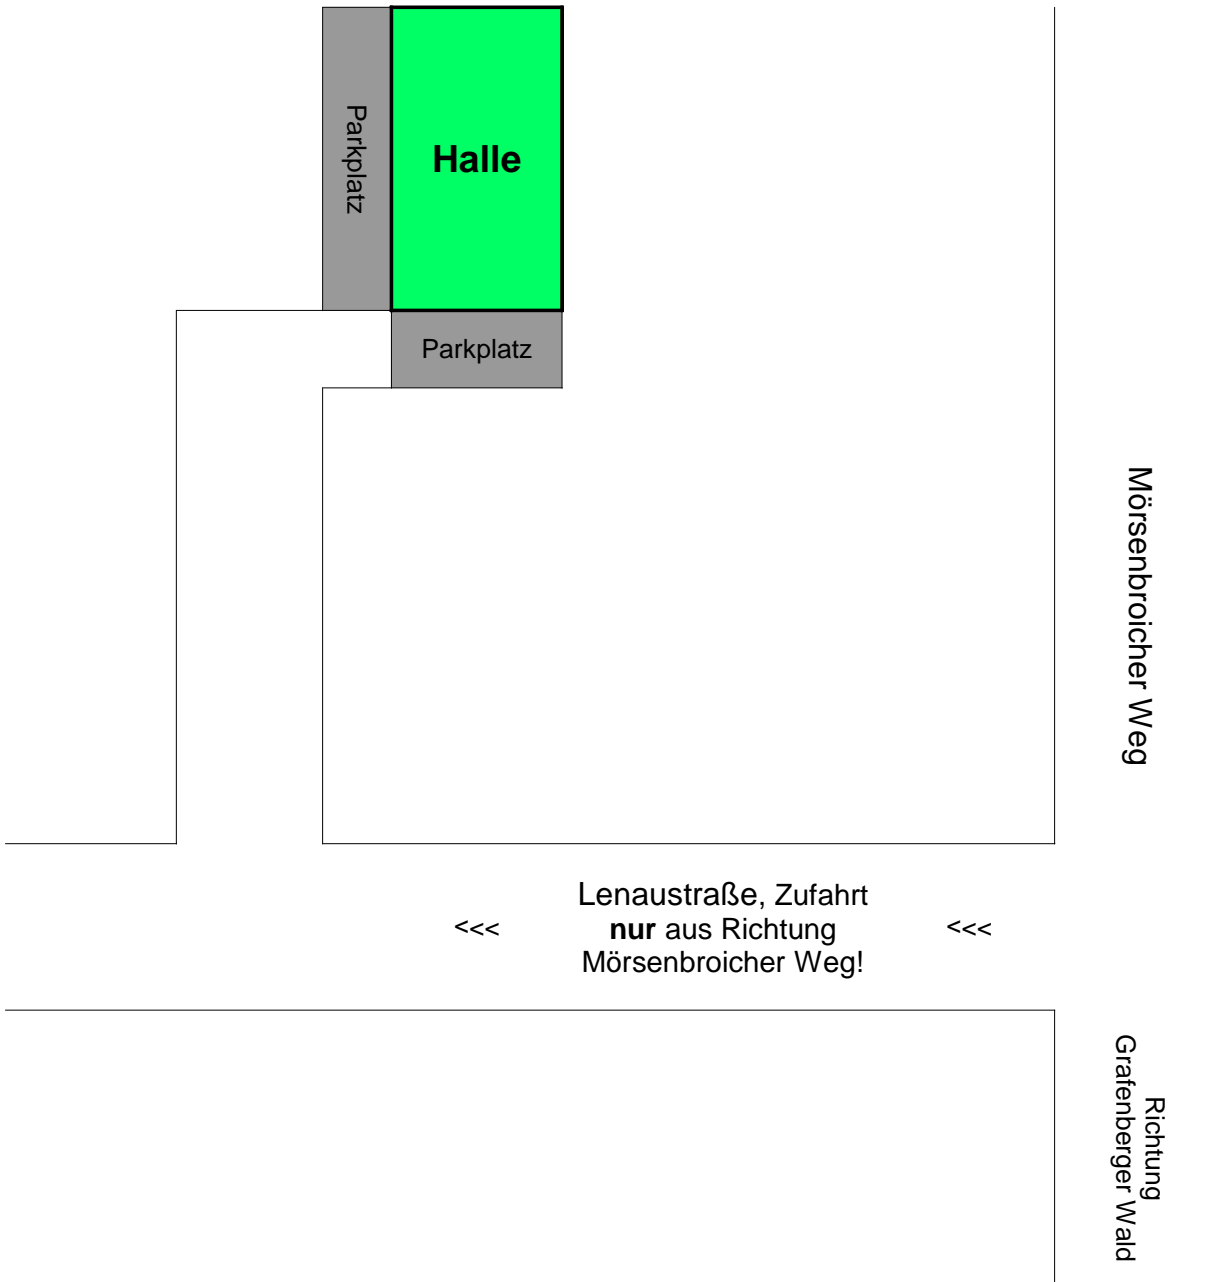 Parkplatz
Halle
Parkplatz
Mörsenbroicher Weg
Lenaustraße, Zufahrt
<<< nur aus Richtung <<<
Mörsenbroicher Weg!
Richtung
Grafenberger Wald